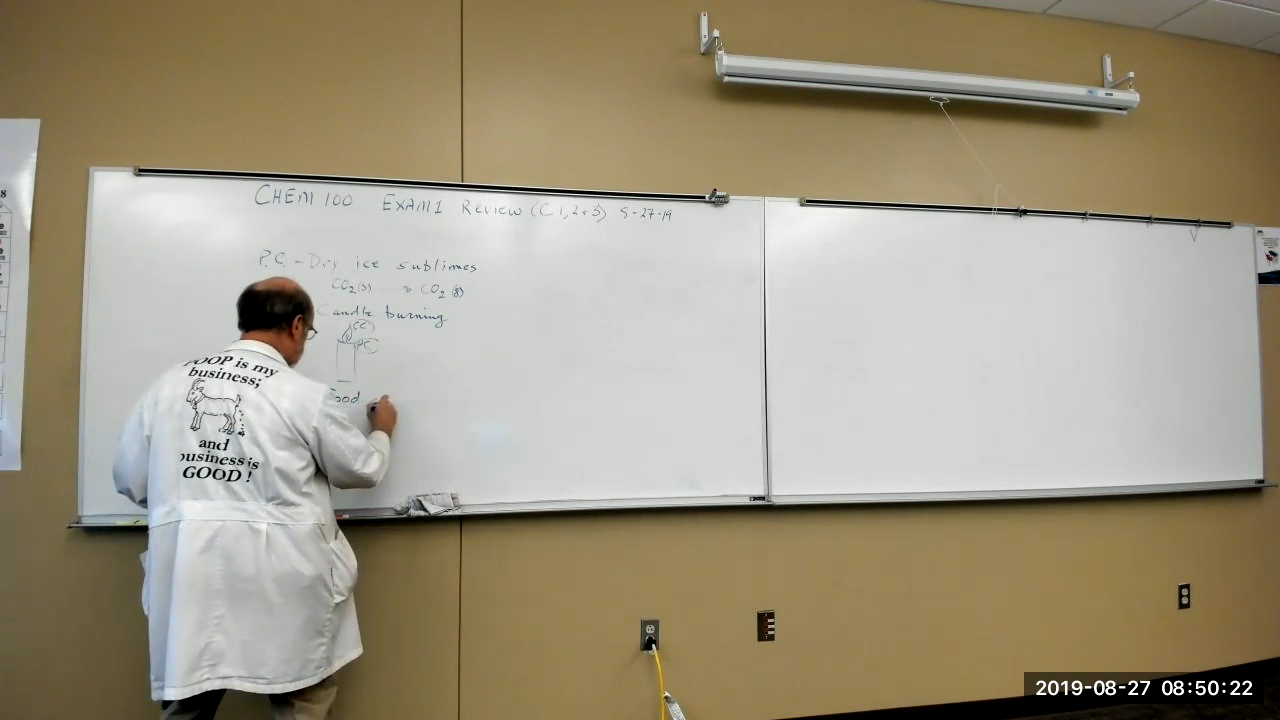 CHEM 100 EXAM 1 Review (C 1, 2 & 3) 8-27-19
P.C. - Dry ice sublimes
CO2(s) → CO2(g)
Candle burning
CC
PC
Food
POOP is my
business;
and
business is
GOOD!
8
2019-08-27 08:50:22